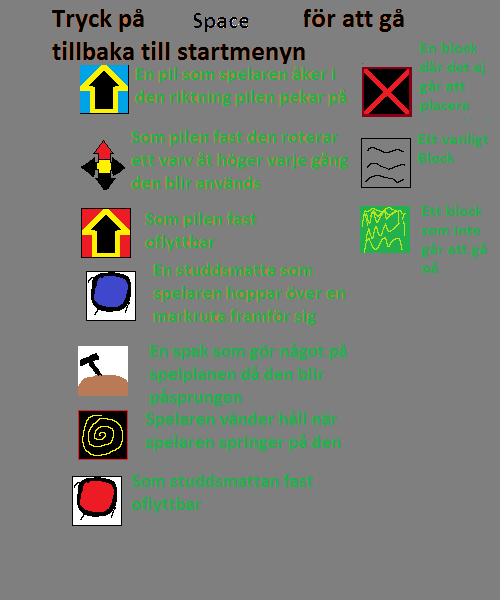 Tryck på Space för att gå
tillbaka till startmenyn
En pil som spelaren åker i
den riktning pilen pekar på
Som pilen fast den roterar
ett varv åt höger varje gång
den blir används
Som pilen fast
oflyttbar
En studdsmatta som
spelaren hoppar över en
markruta framför sig
En spak som gör något på
spelplanen då den blir
påsprungen
Spelaren vänder håll när
spelaren springer på den
Som studdsmattan fast
oflyttbar
En block
där det ej
går att
placera
Ett vanligt
Block
Ett block
som inte
går att gå
på